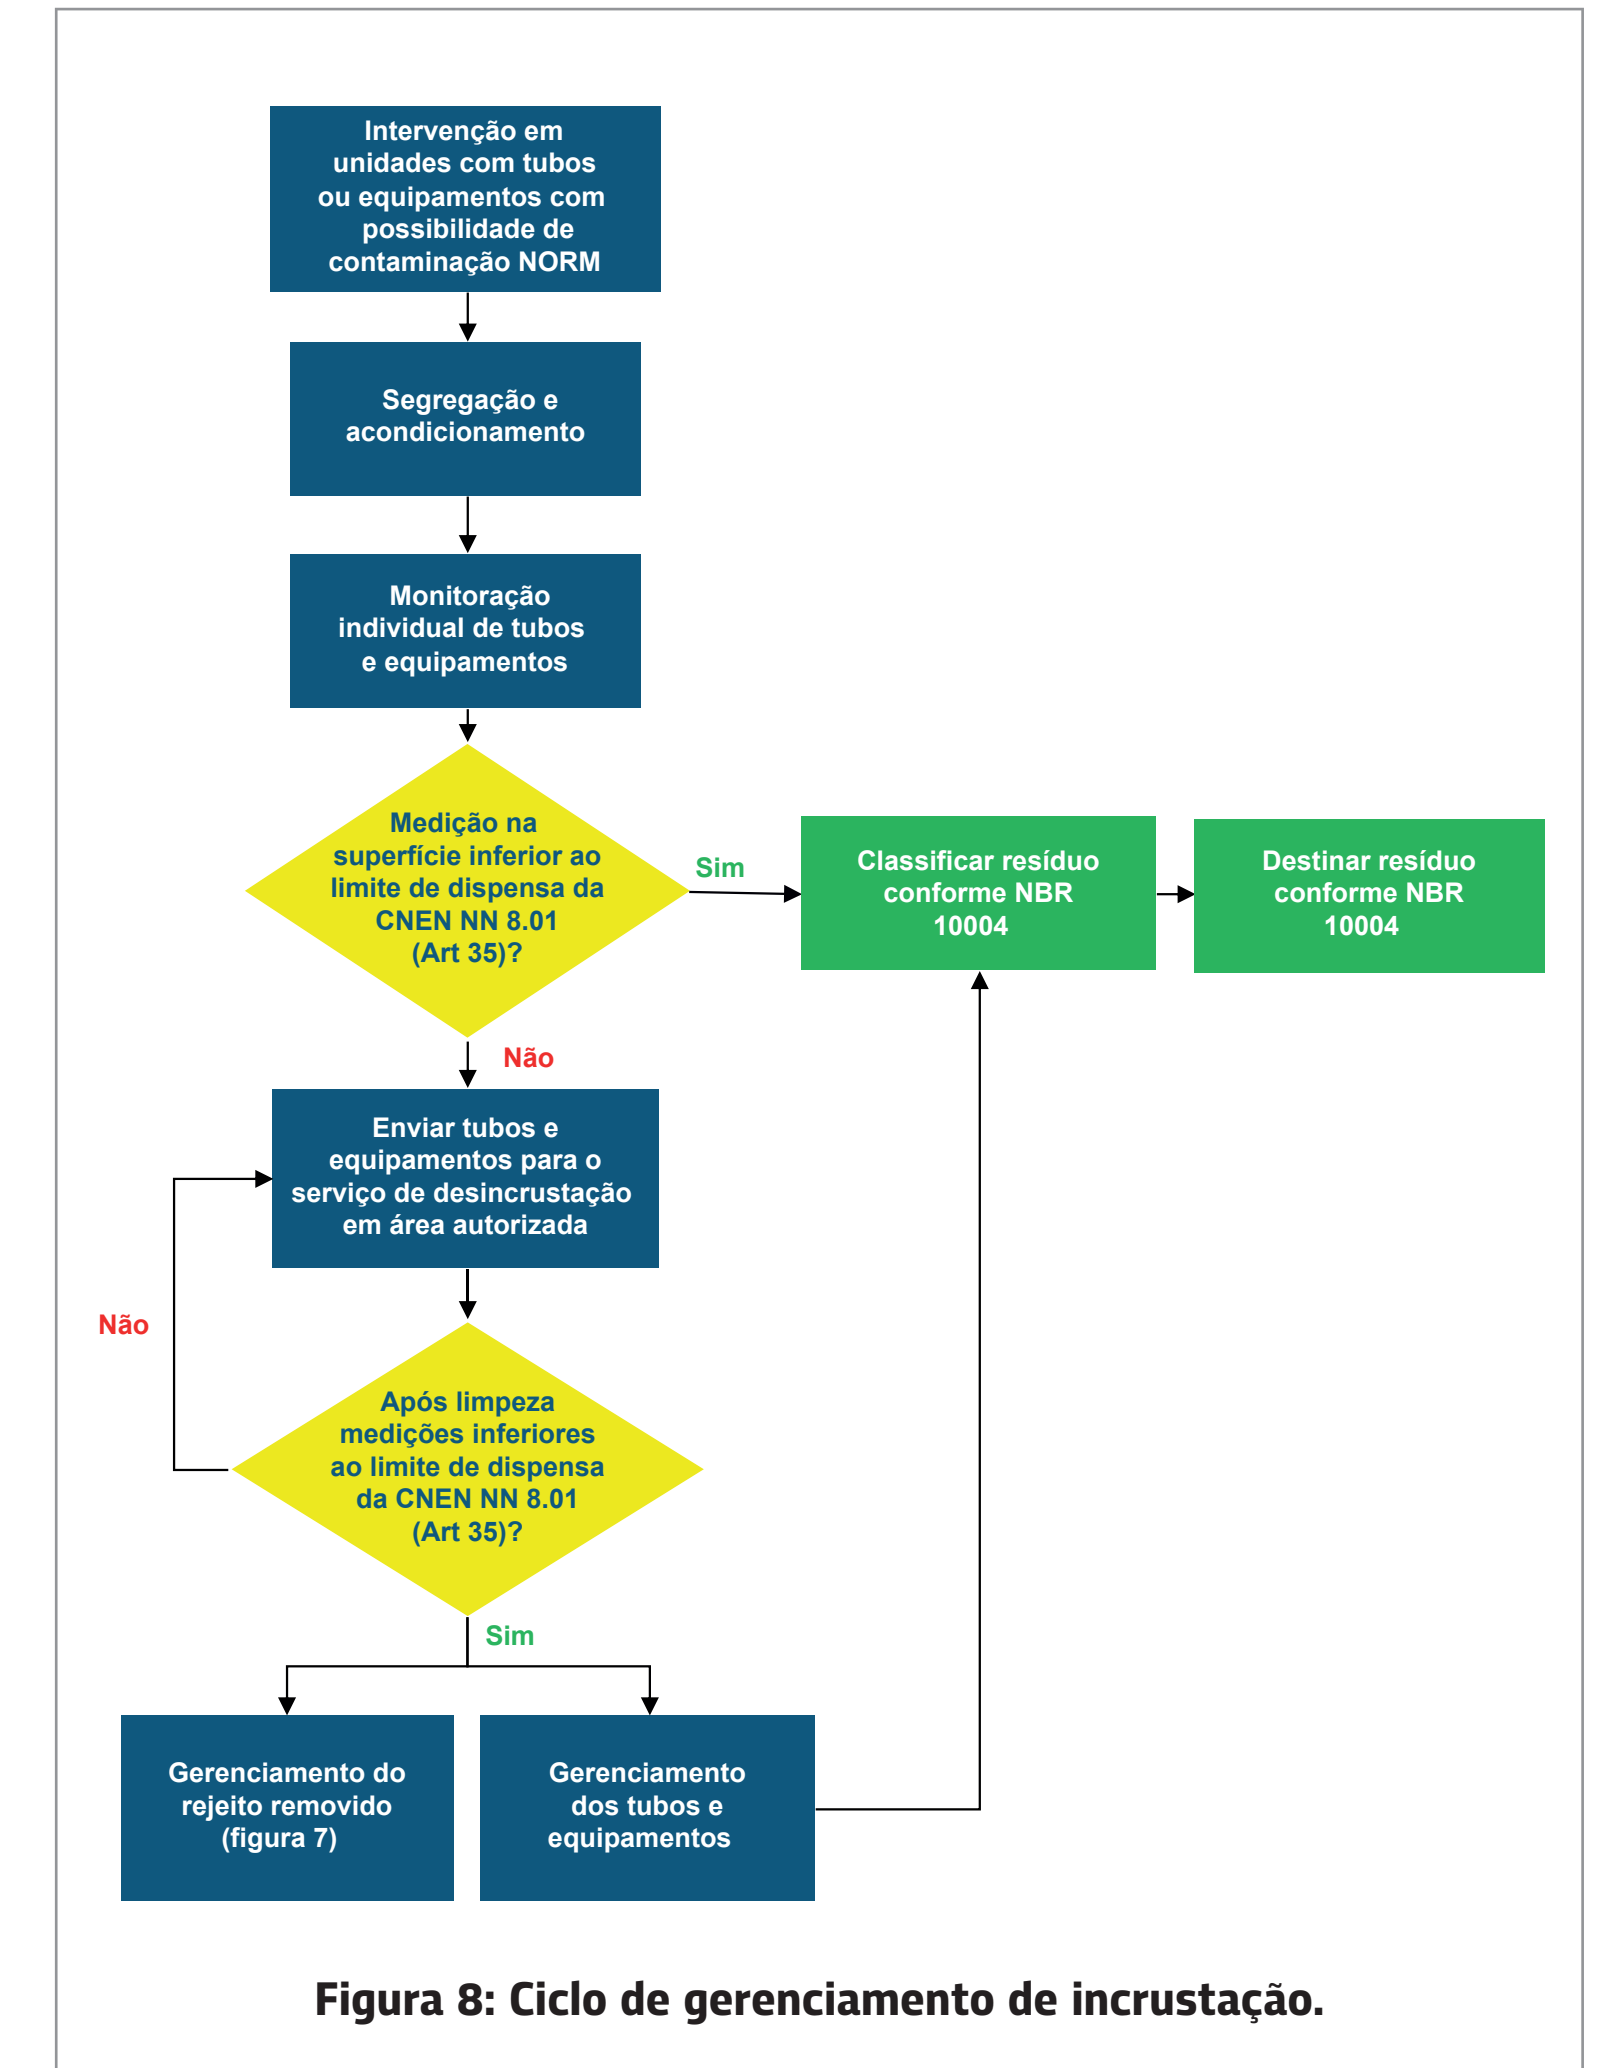 Intervenção em
unidades com tubos
ou equipamentos com
possibilidade de
contaminação NORM
Segregação e
acondicionamento
Monitoração
individual de tubos
e equipamentos
Medição na
superfície inferior ao
limite de dispensa da
CNEN NN 8.01
(Art 35)?
Sim
Classificar resíduo
conforme NBR
10004
Destinar resíduo
conforme NBR
10004
Não
Enviar tubos e
equipamentos para o
serviço de desincrustação
em área autorizada
Não
Após limpeza
medições inferiores
ao limite de dispensa
da CNEN NN 8.01
(Art 35)?
Sim
Gerenciamento do
rejeito removido
(figura 7)
Gerenciamento
dos tubos e
equipamentos
Figura 8: Ciclo de gerenciamento de incrustação.